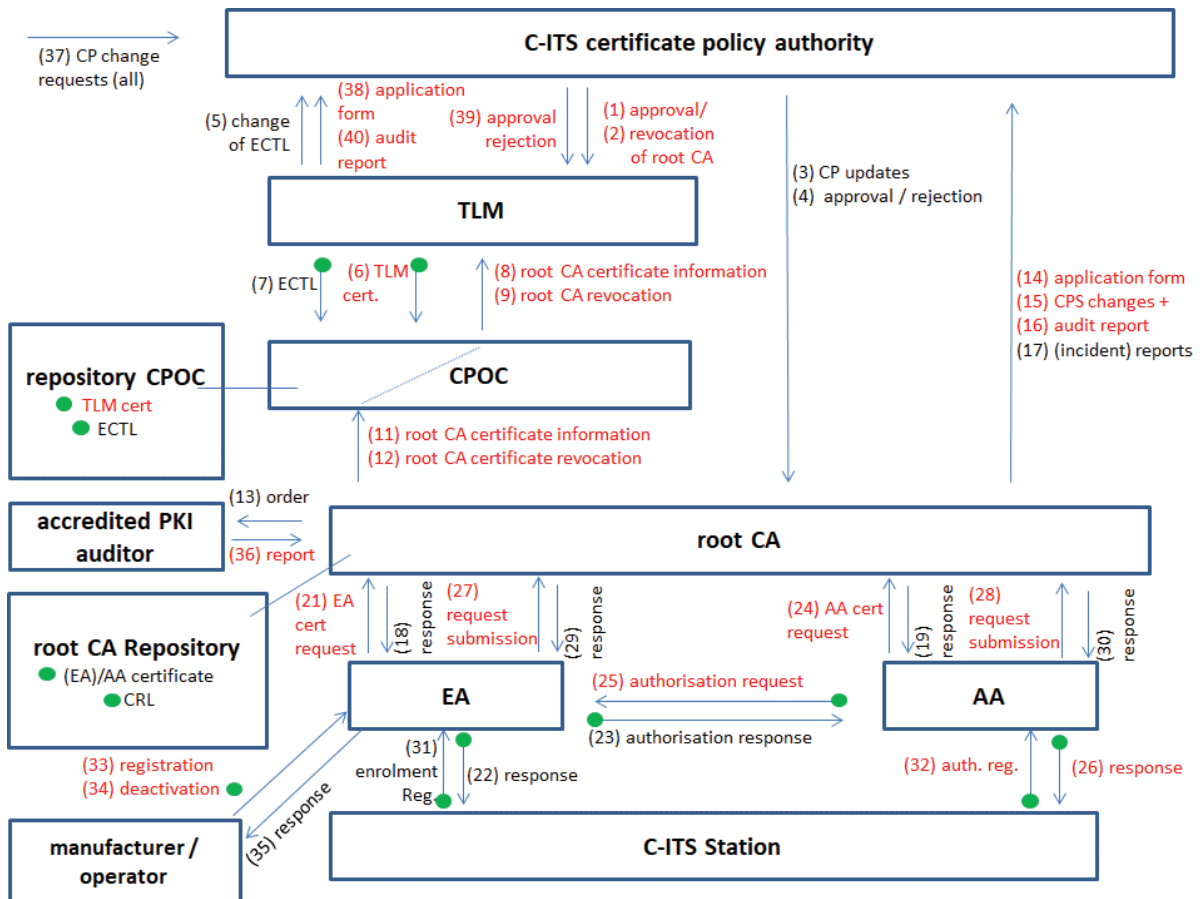 C-ITS certificate policy authority
(37) CP change
requests (all)
(5) change
of ECTL
(38) application
form
(40) audit
report
(39) approval
rejection
(1) approval/
(2) revocation
of root CA
(3) CP updates
(4) approval / rejection
TLM
(7) ECTL
(6) TLM
cert.
(8) root CA certificate information
(9) root CA revocation
(14) application form
(15) CPS changes +
(16) audit report
(17) (incident) reports
repository CPOC
TLM cert
ECTL
CPOC
(11) root CA certificate information
(12) root CA certificate revocation
accredited PKI
auditor
(13) order
(36) report
root CA
root CA Repository
(EA)/AA certificate
CRL
(21) EA
cert
request
(18)
response
(27)
request
submission
(29)
response
(24) AA cert
request
(19)
response
(28)
request
submission
(30)
response
EA
(25) authorisation request
(23) authorisation response
AA
(33) registration
(34) deactivation
(35) response
(31)
enrolment
Reg.
(22) response
(32) auth. reg.
(26) response
manufacturer /
operator
C-ITS Station